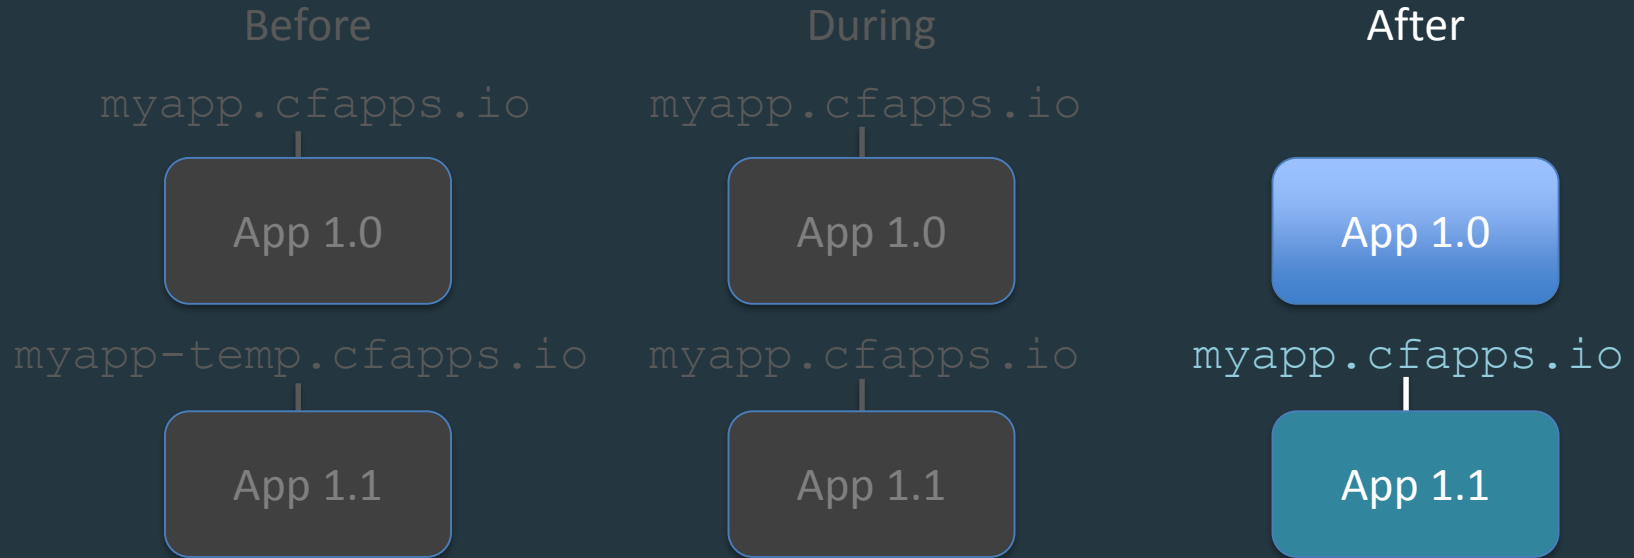 Before During After
myapp.cfapps.io myapp.cfapps.io
App 1.0 App 1.0 App 1.0
myapp-temp.cfapps.io myapp.cfapps.io myapp.cfapps.io
App 1.1 App 1.1 App 1.1